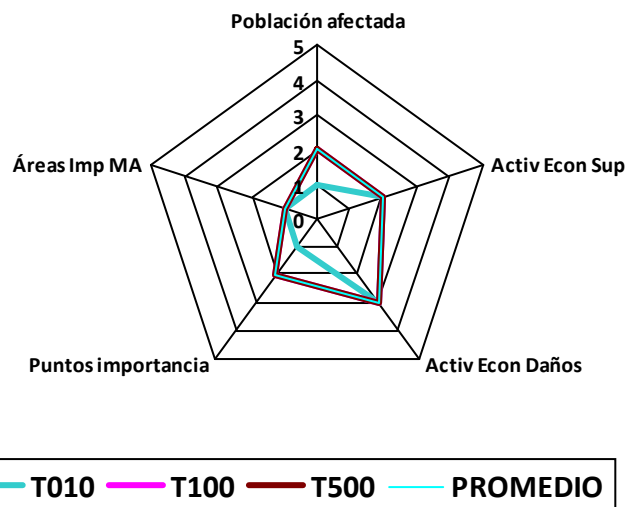 Población afectada
5
4
3
2
1
0
Activ Econ Sup
Áreas Imp MA
Puntos importancia
Activ Econ Daños
T010 T100 T500 PROMEDIO